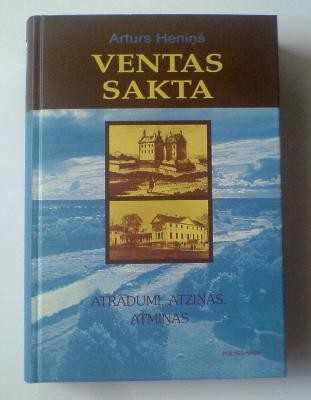 Arturs Heniņš
VENTAS
SAKTA
ATRADUMI, ATZIŅAS,
ATMIŅAS